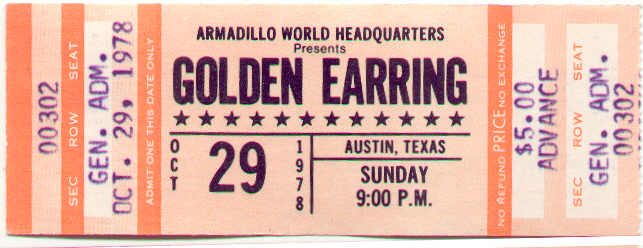 SEC ROW SEAT
00302
GEN. ADM.
OCT. 29, 1978
ADMIT ONE THIS DATE ONLY
ARMADILLO WORLD HEADQUARTERS
Presents
GOLDEN EARRING
★ ★ ★ ★ ★ ★ ★ ★ ★ ★ ★ ★
OCT
29
1978
AUSTIN, TEXAS
SUNDAY
9:00 P.M.
NO REFUND PRICE NO EXCHANGE
$5.00
ADVANCE
SEC ROW SEAT
GEN. ADM.
00302